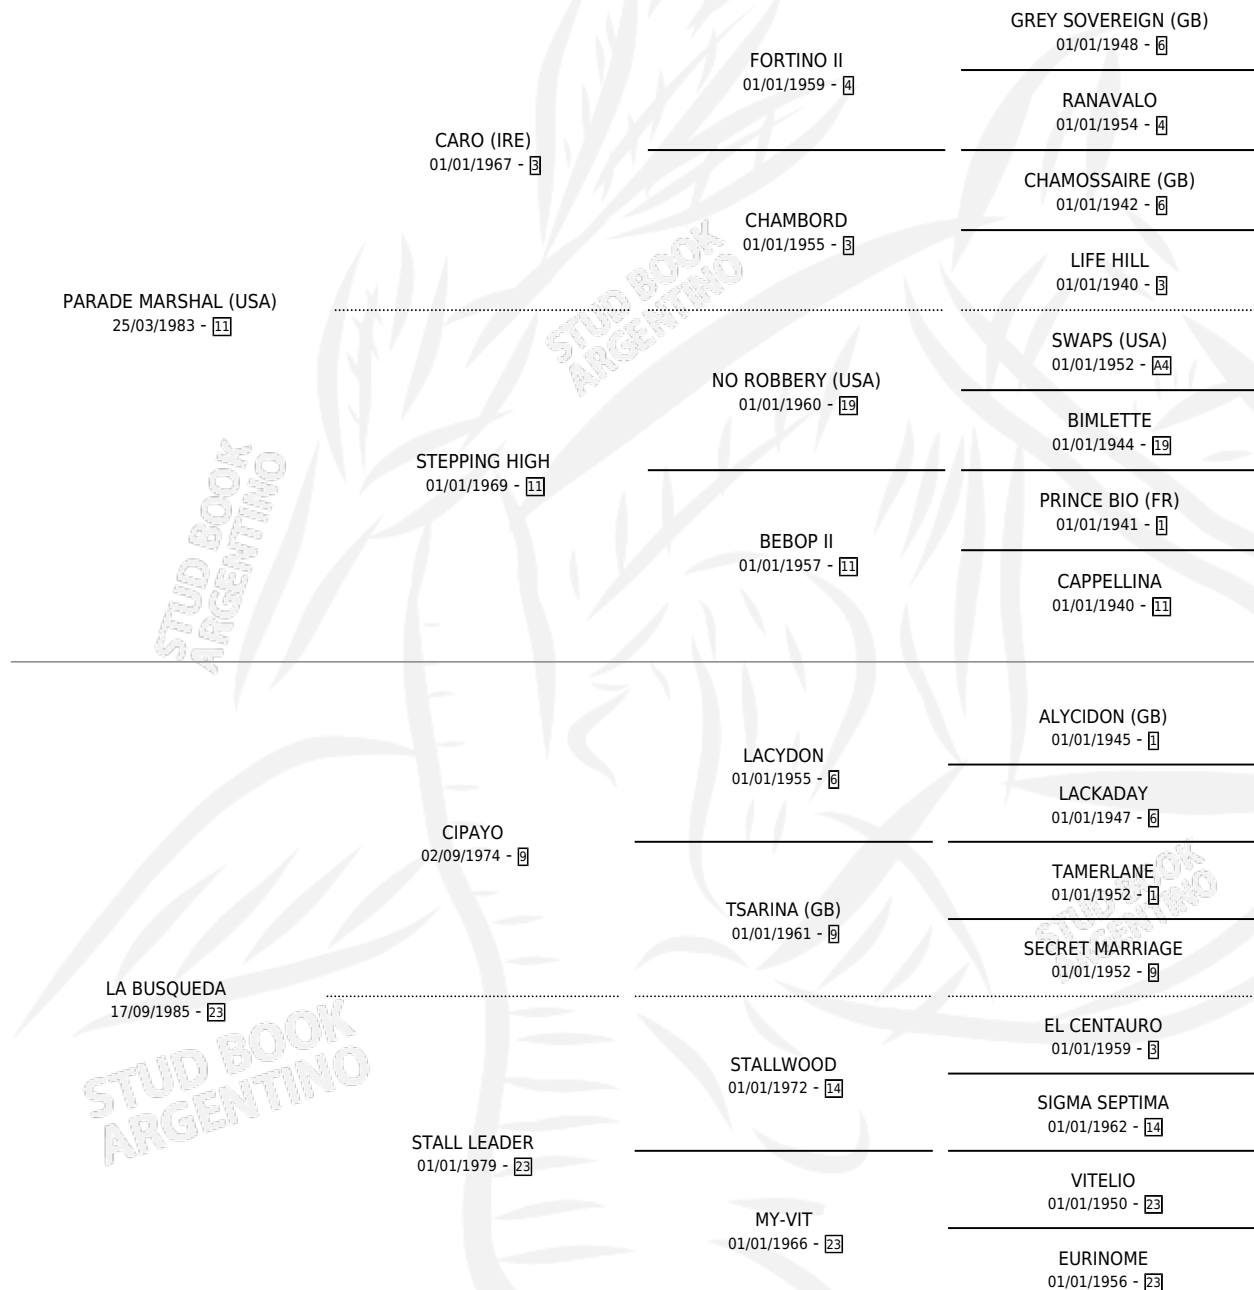 GREY SOVEREIGN (GB)
01/01/1948 - 6
FORTINO II
01/01/1959 - 4
RANAVALO
01/01/1954 - 4
CARO (IRE)
01/01/1967 - 3
CHAMOSSAIRE (GB)
01/01/1942 - 6
CHAMBORD
01/01/1955 - 3
LIFE HILL
01/01/1940 - 3
PARADE MARSHAL (USA)
25/03/1983 - 11
SWAPS (USA)
01/01/1952 - A4
NO ROBBERY (USA)
01/01/1960 - 19
BIMLETTE
01/01/1944 - 19
STEPPING HIGH
01/01/1969 - 11
PRINCE BIO (FR)
01/01/1941 - 1
BEBOP II
01/01/1957 - 11
CAPPELLINA
01/01/1940 - 11
ALYCIDON (GB)
01/01/1945 - 1
LACYDON
01/01/1955 - 6
LACKADAY
01/01/1947 - 6
CIPAYO
02/09/1974 - 9
TAMERLANE
01/01/1952 - 1
TSARINA (GB)
01/01/1961 - 9
SECRET MARRIAGE
01/01/1952 - 9
LA BUSQUEDA
17/09/1985 - 23
EL CENTAURO
01/01/1959 - 3
STALLWOOD
01/01/1972 - 14
SIGMA SEPTIMA
01/01/1962 - 14
STALL LEADER
01/01/1979 - 23
VITELIO
01/01/1950 - 23
MY-VIT
01/01/1966 - 23
EURINOME
01/01/1956 - 23
STUD BOOK
ARGENTINO
STUD BOOK
ARGENTINO
STUD BOOK
ARGENTINO
STUD BOOK
ARGENTINO